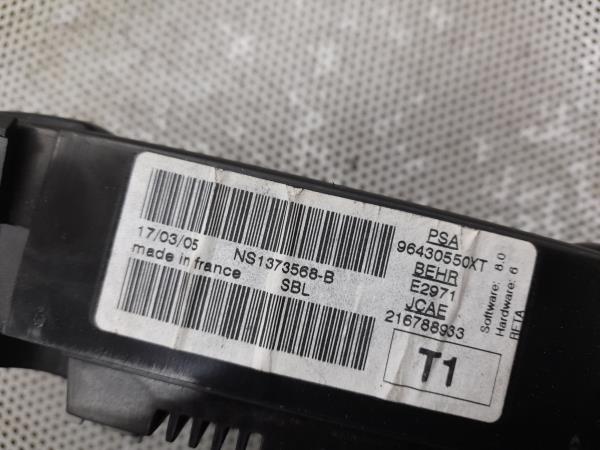 17/03/05
made in france
NS1373568-B
SBL
PSA
96430550XT
BEHR
E2971
JCAE
216788933
T1
Software: 8.0
Hardware: 6
BETA